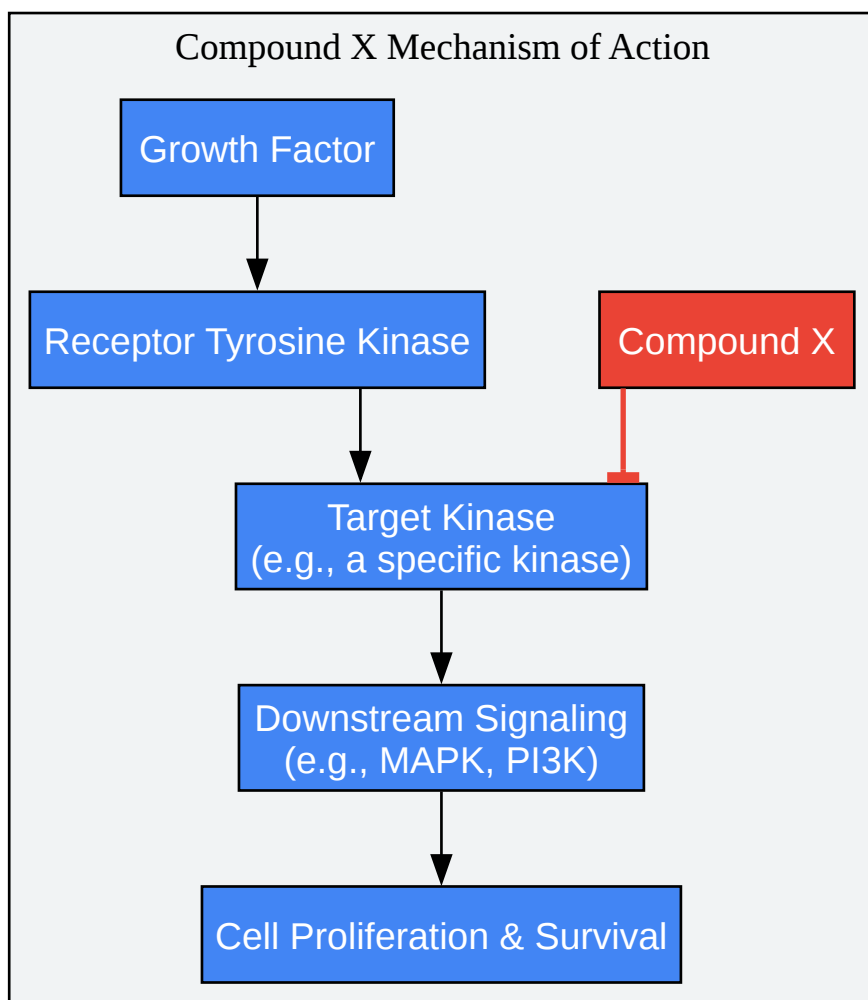 Compound X Mechanism of Action
Growth Factor
Receptor Tyrosine Kinase
Compound X
Target Kinase
(e.g., a specific kinase)
Downstream Signaling
(e.g., MAPK, PI3K)
Cell Proliferation & Survival